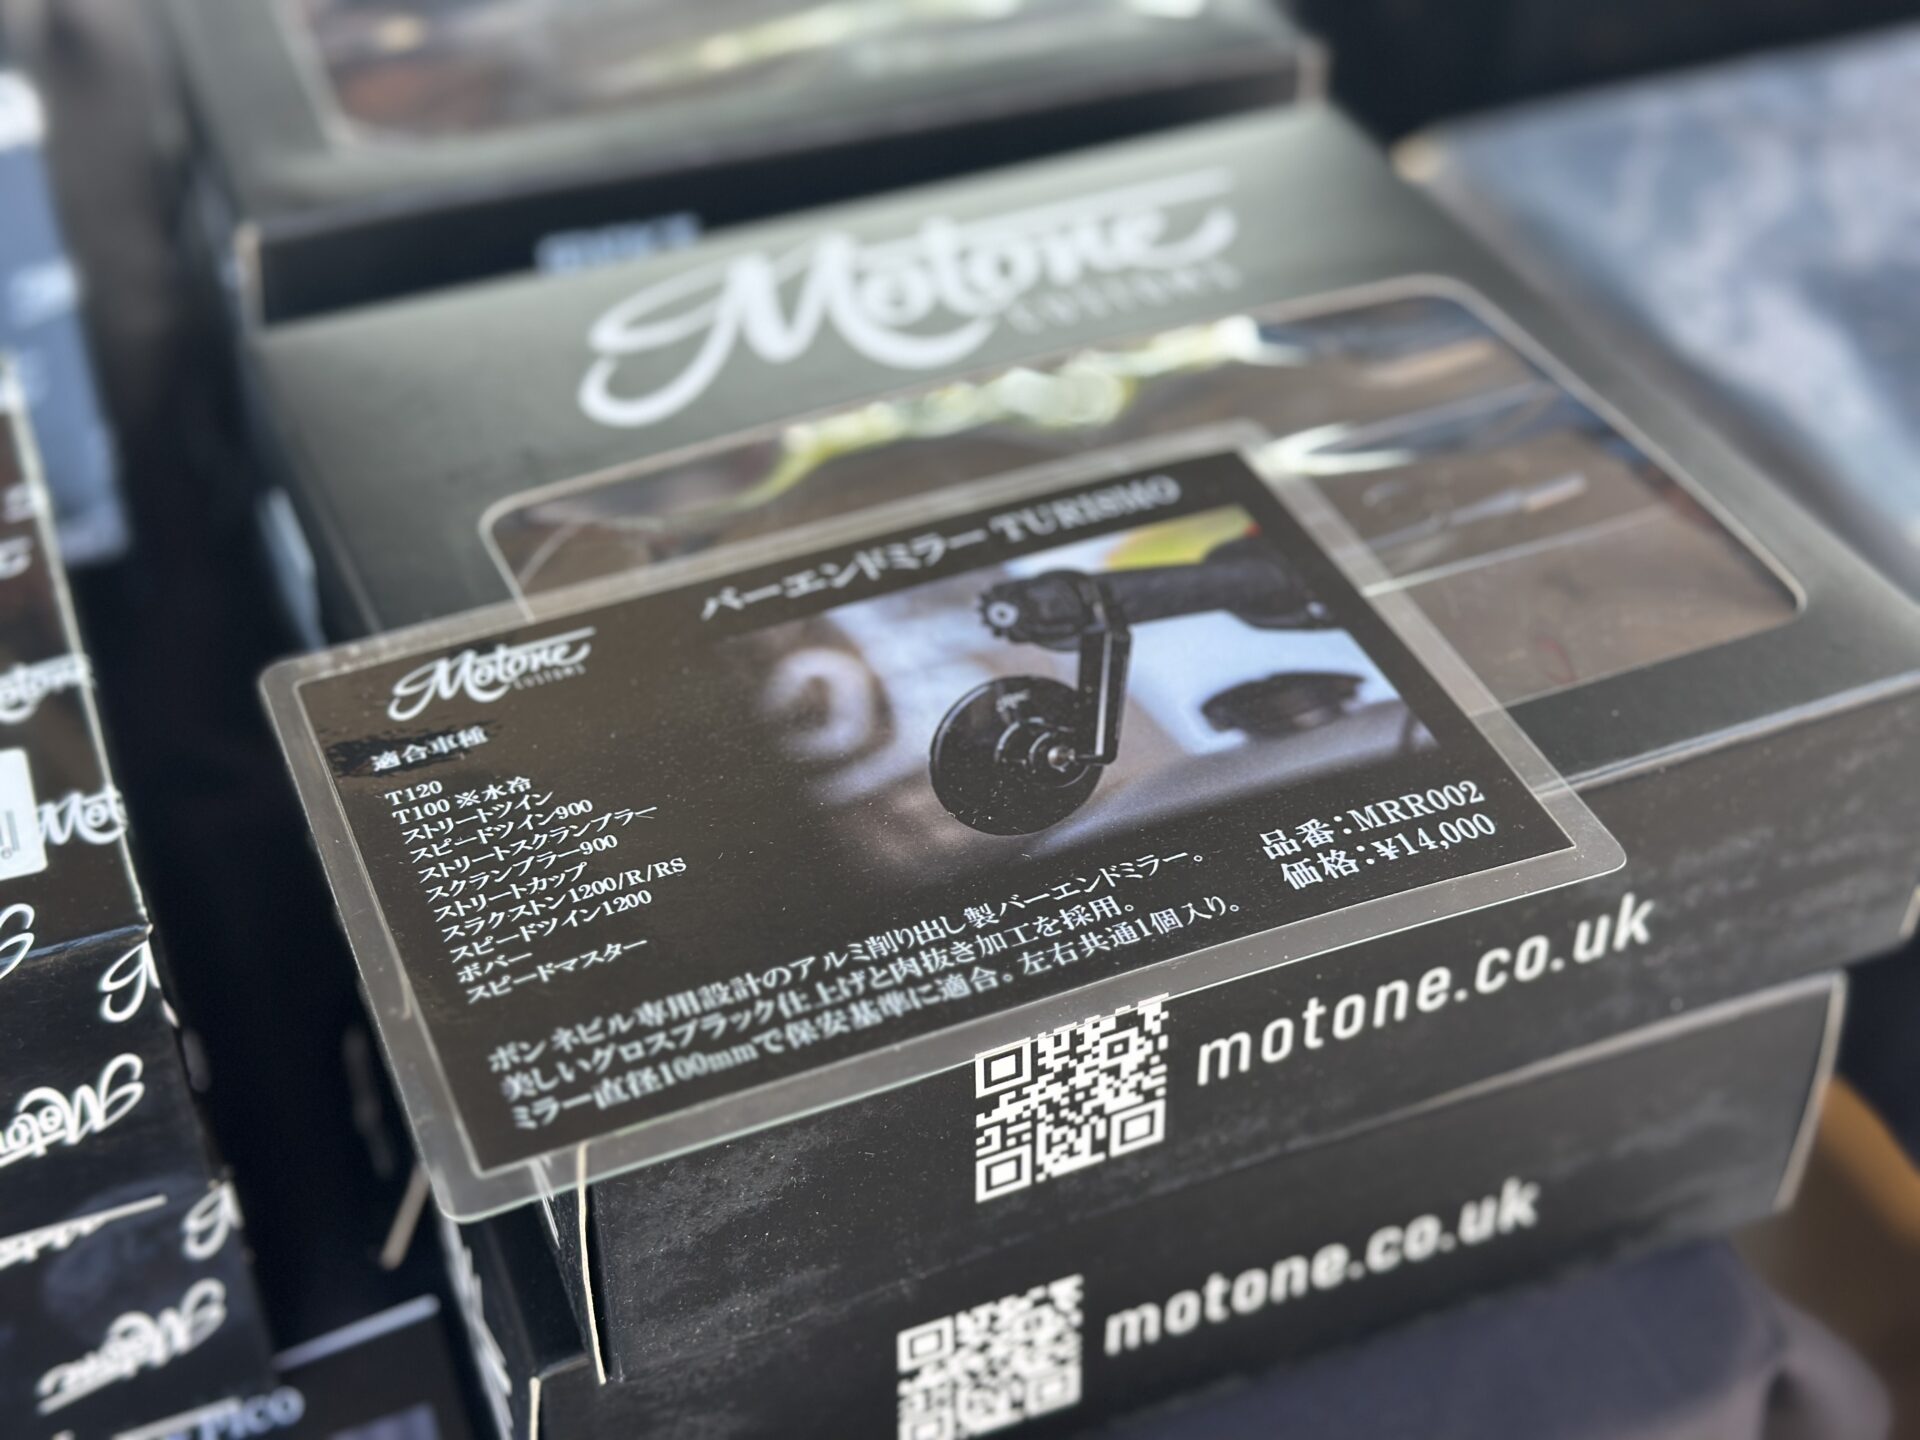 Motone
CUSTOMS
バーエンドミラー TURISMO
Motone
CUSTOMS
適合車種
T120
T100 ※水冷
ストリートツイン
スピードツイン900
ストリートスクランブラー
スクランブラー900
ストリートカップ
スラクストン1200/R/RS
スピードツイン1200
ボバー
スピードマスター
品番：MRR002
価格：¥14,000
ボンネビル専用設計のアルミ削り出し製バーエンドミラー。
美しいグロスブラック仕上げと肉抜き加工を採用。
ミラー直径100mmで保安基準に適合。左右共通1個入り。
motone.co.uk
motone.co.uk
Motone
Motone
Motone
Pico